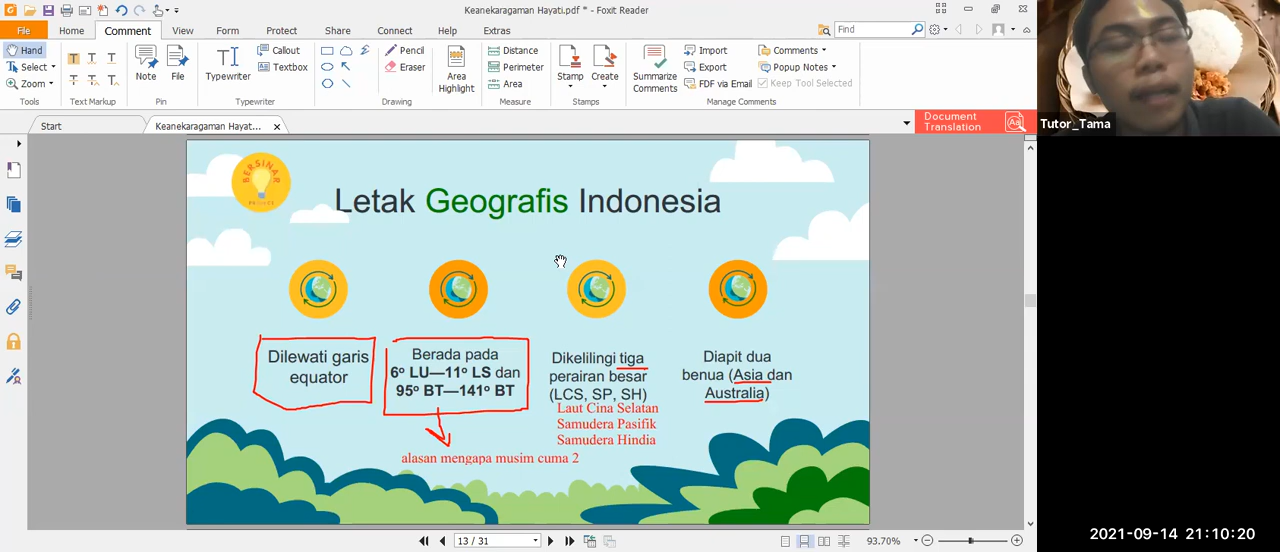 Keanekaragaman Hayati.pdf * - Foxit Reader
File
Home
Comment
View
Form
Protect
Share
Connect
Help
Extras
Find
Hand
Select
Zoom
Tools
T T T
T T T
Text Markup
Note
File
Pin
Typewriter
Callout
Textbox
Typewriter
Pencil
Eraser
Drawing
Area
Highlight
Distance
Perimeter
Area
Measure
Stamp
Create
Stamps
Summarize
Comments
Import
Export
FDF via Email
Comments
Popup Notes
Keep Tool Selected
Manage Comments
Start
Keanekaragaman Hayat...
Document
Translation
Tutor_Tama
BERSINAR
PROJECT
Letak Geografis Indonesia
Dilewati garis
equator
Berada pada
6º LU—11º LS dan
95º BT—141º BT
alasan mengapa musim cuma 2
Dikelilingi tiga
perairan besar
(LCS, SP, SH)
Laut Cina Selatan
Samudera Pasifik
Samudera Hindia
Diapit dua
benua (Asia dan
Australia)
13 / 31
93.70%
2021-09-14 21:10:20